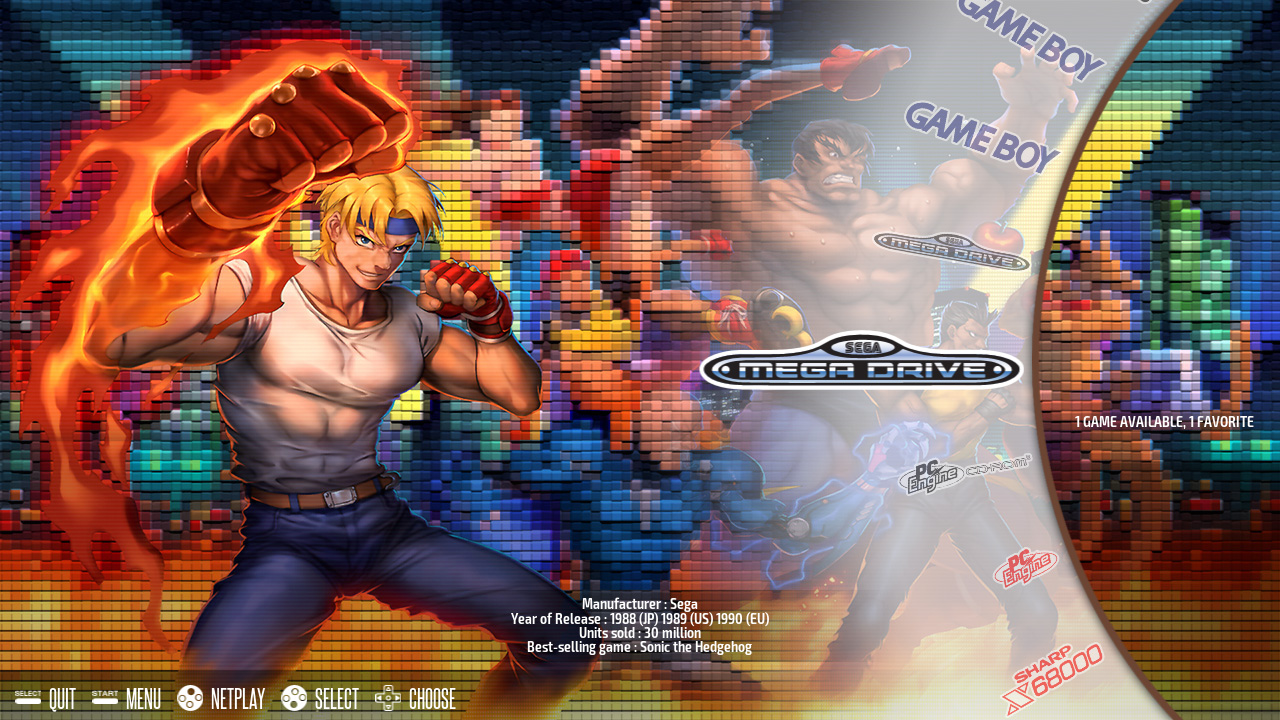 GAME BOY
GAME BOY
SEGA
MEGA DRIVE
SEGA
MEGA DRIVE
1 GAME AVAILABLE, 1 FAVORITE
PC Engine CD-ROM²
PC Engine
SHARP
X68000
Manufacturer : Sega
Year of Release : 1988 (JP) 1989 (US) 1990 (EU)
Units sold : 30 million
Best-selling game : Sonic the Hedgehog
SELECT QUIT START MENU NETPLAY SELECT CHOOSE